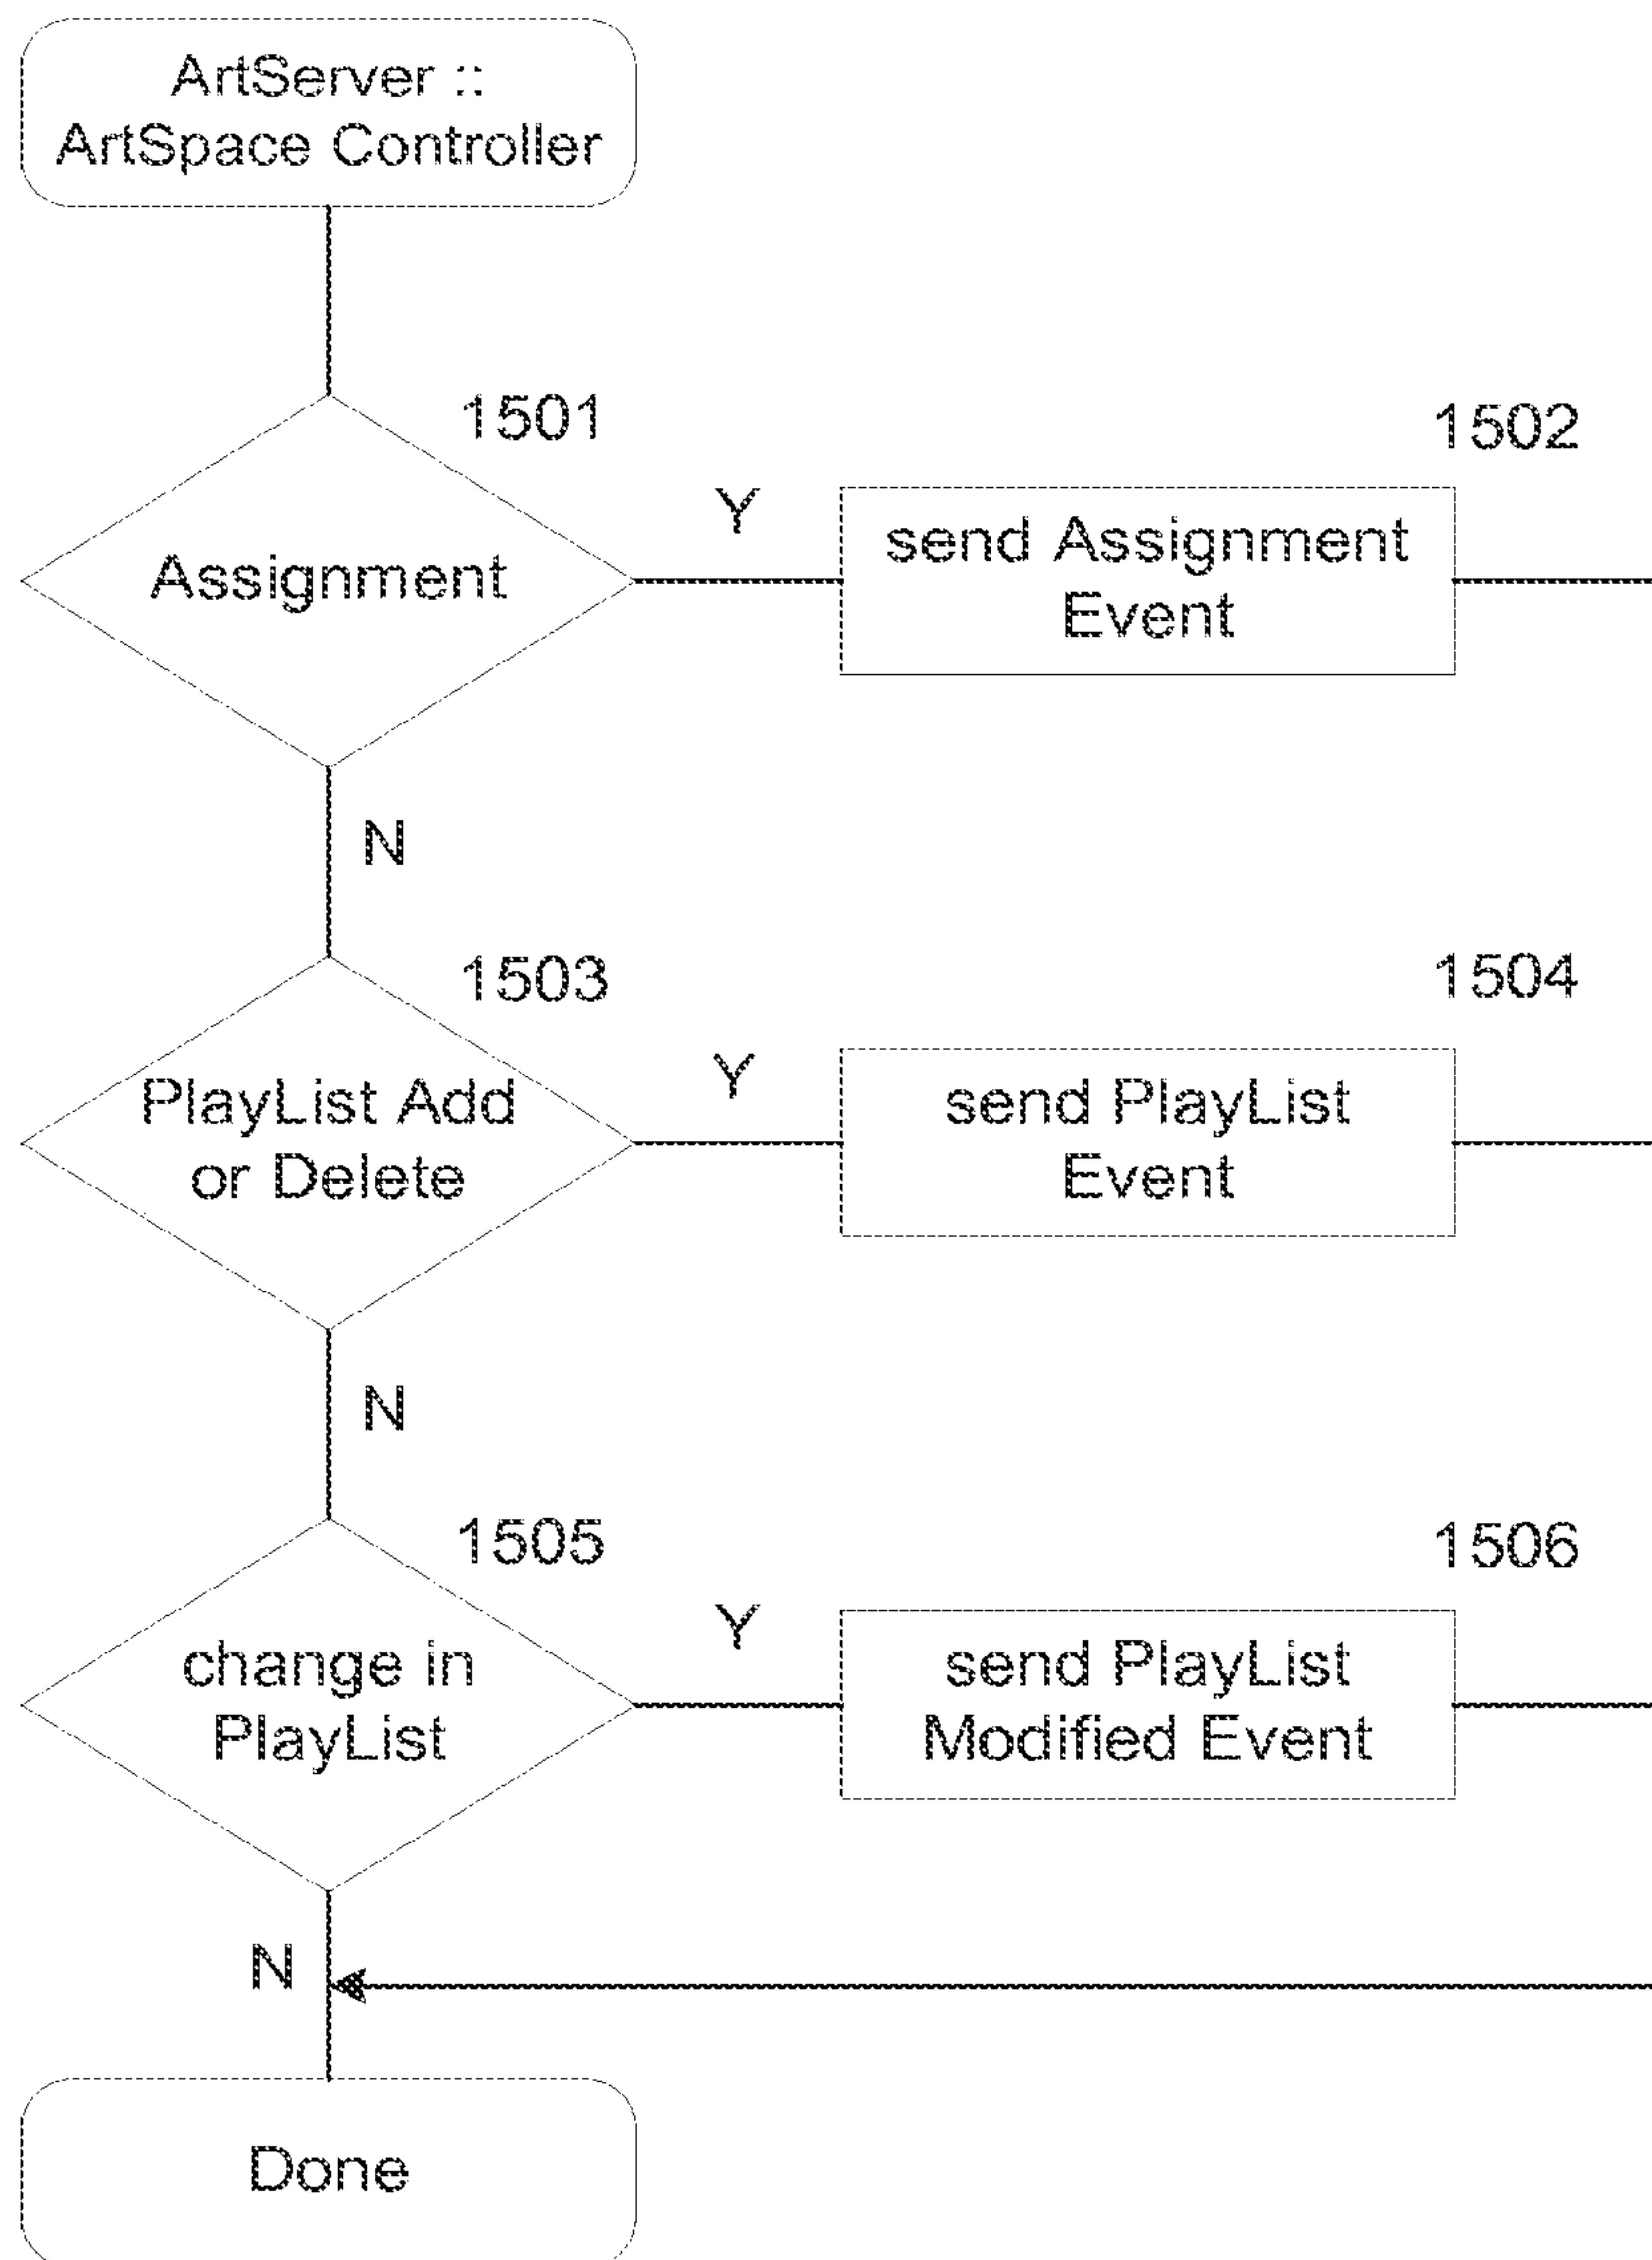 ArtServer ::
ArtSpace Controller
1501
Assignment
Y
1502
send Assignment
Event
N
1503
PlayList Add
or Delete
Y
1504
send PlayList
Event
N
1505
change in
PlayList
Y
1506
send PlayList
Modified Event
N
Done